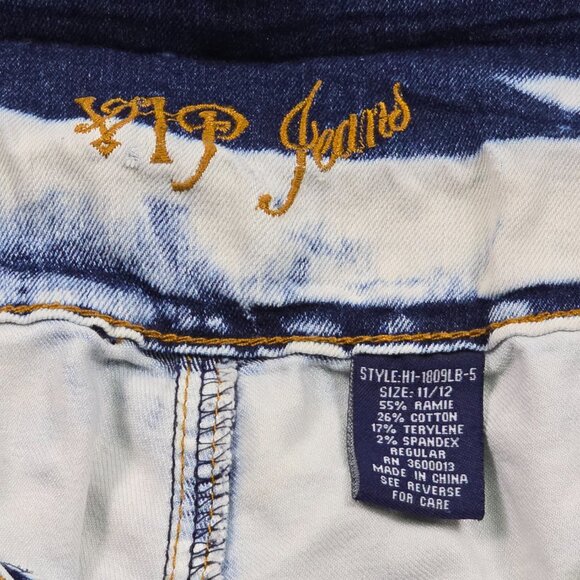 VIP Jeans
STYLE:H1-1809LB-5
SIZE: 11/12
55% RAMIE
26% COTTON
17% TERYLENE
2% SPANDEX
REGULAR
RN 3600013
MADE IN CHINA
SEE REVERSE
FOR CARE